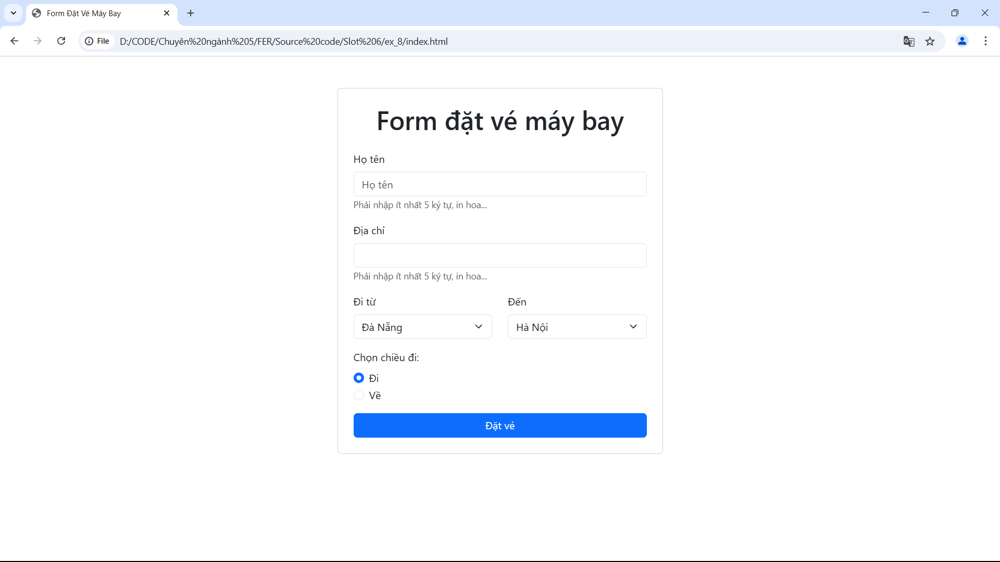 Form Đặt Vé Máy Bay
File D:/CODE/Chuyên%20ngành%205/FER/Source%20code/Slot%206/ex_8/index.html
Form đặt vé máy bay
Họ tên
Họ tên
Phải nhập ít nhất 5 ký tự, in hoa...
Địa chỉ
Phải nhập ít nhất 5 ký tự, in hoa...
Đi từ Đến
Đà Nẵng Hà Nội
Chọn chiều đi:
Đi
Về
Đặt vé